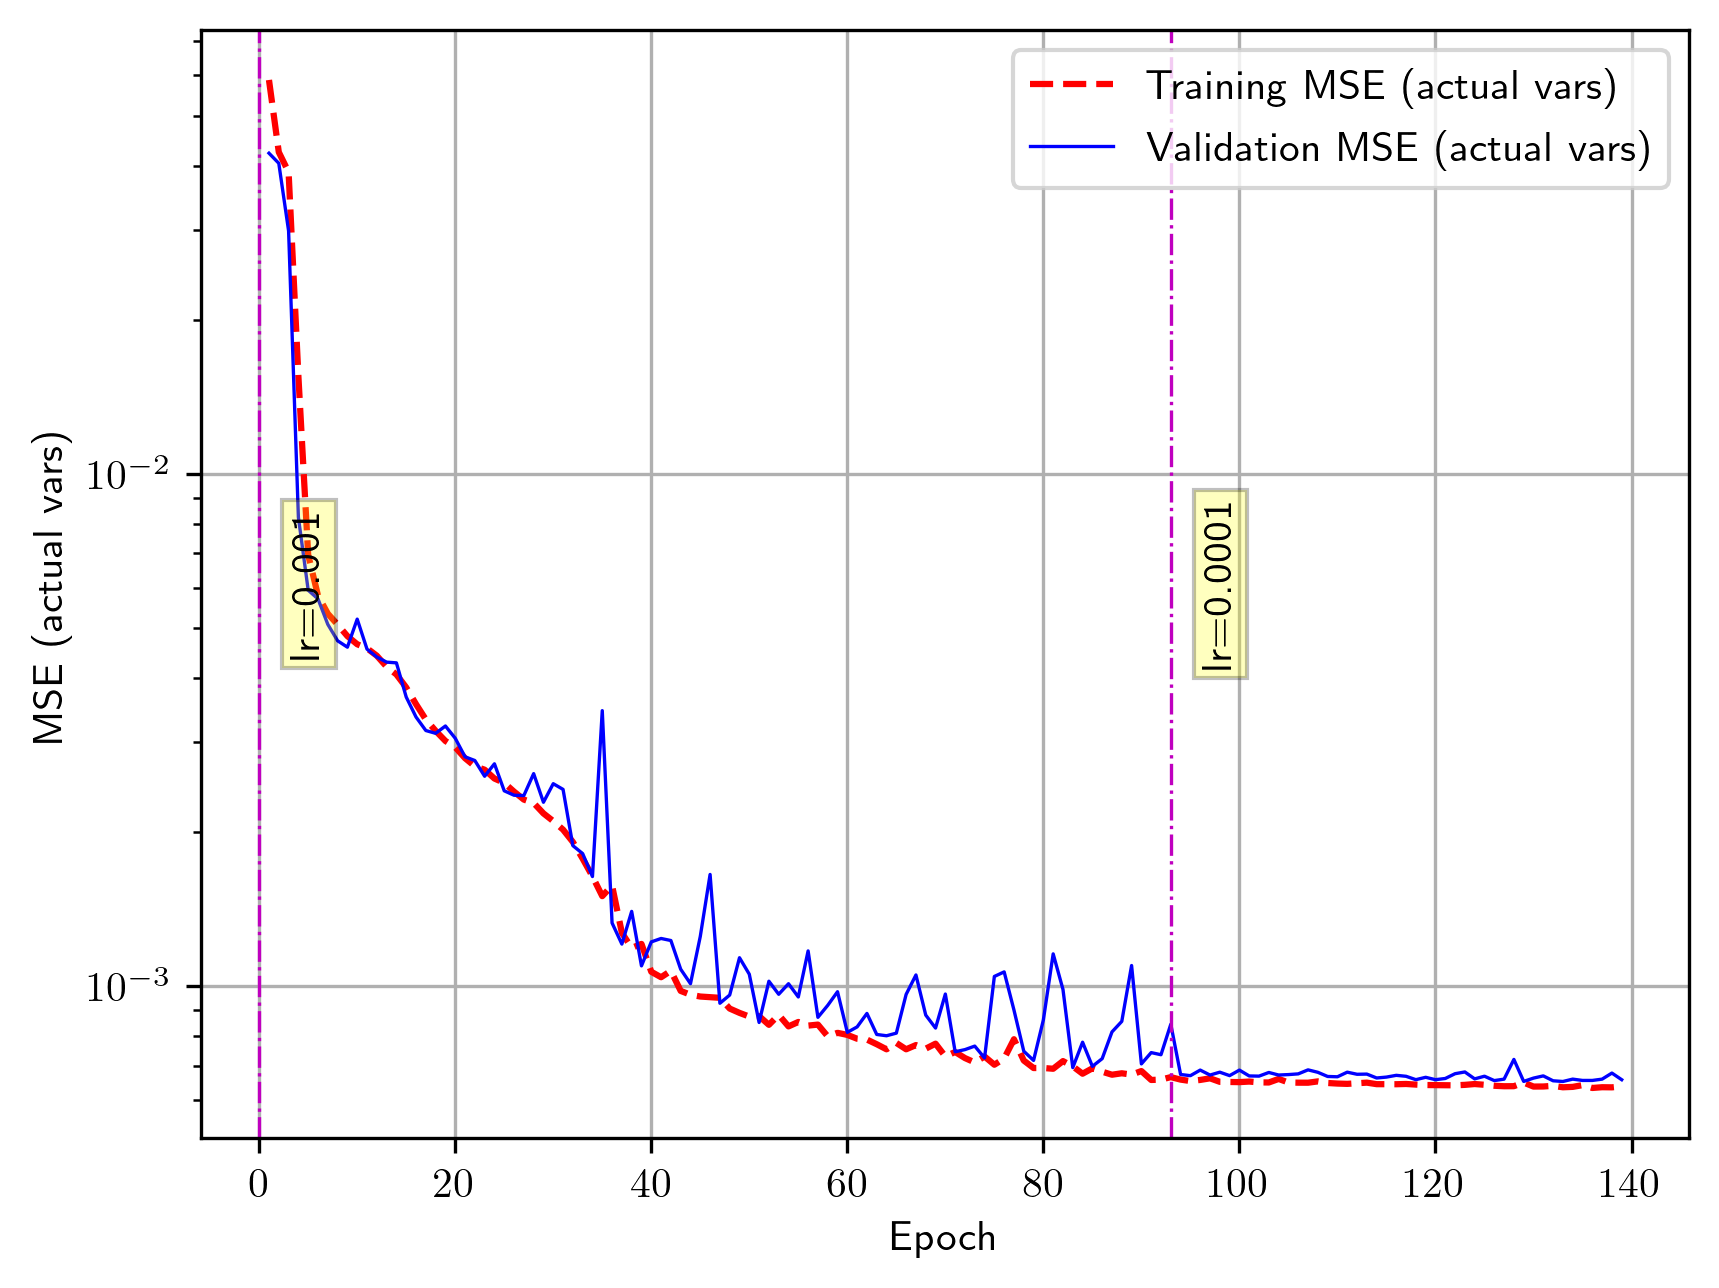 Training MSE (actual vars)
Validation MSE (actual vars)
MSE (actual vars)
10⁻²
10⁻³
lr=0.001
lr=0.0001
0 20 40 60 80 100 120 140
Epoch